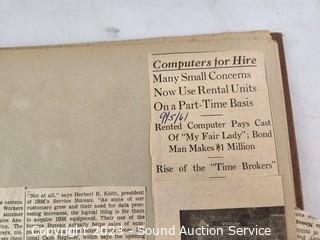 Computers for Hire
Many Small Concerns
Now Use Rental Units
On a Part-Time Basis
9/5/61
Rented Computer Pays Cast
Of "My Fair Lady"; Bond
Man Makes $1 Million
Rise of the "Time Brokers"
"Not at all," says Herbert R. Keith, president
of IBM's Service Bureau. "As some of our
customers grow and their need for data proc-
essing increases, the logical thing is for them
to acquire IBM equipment. Their use of the
Workers
summer
Copyright 2023 - Sound Auction Service